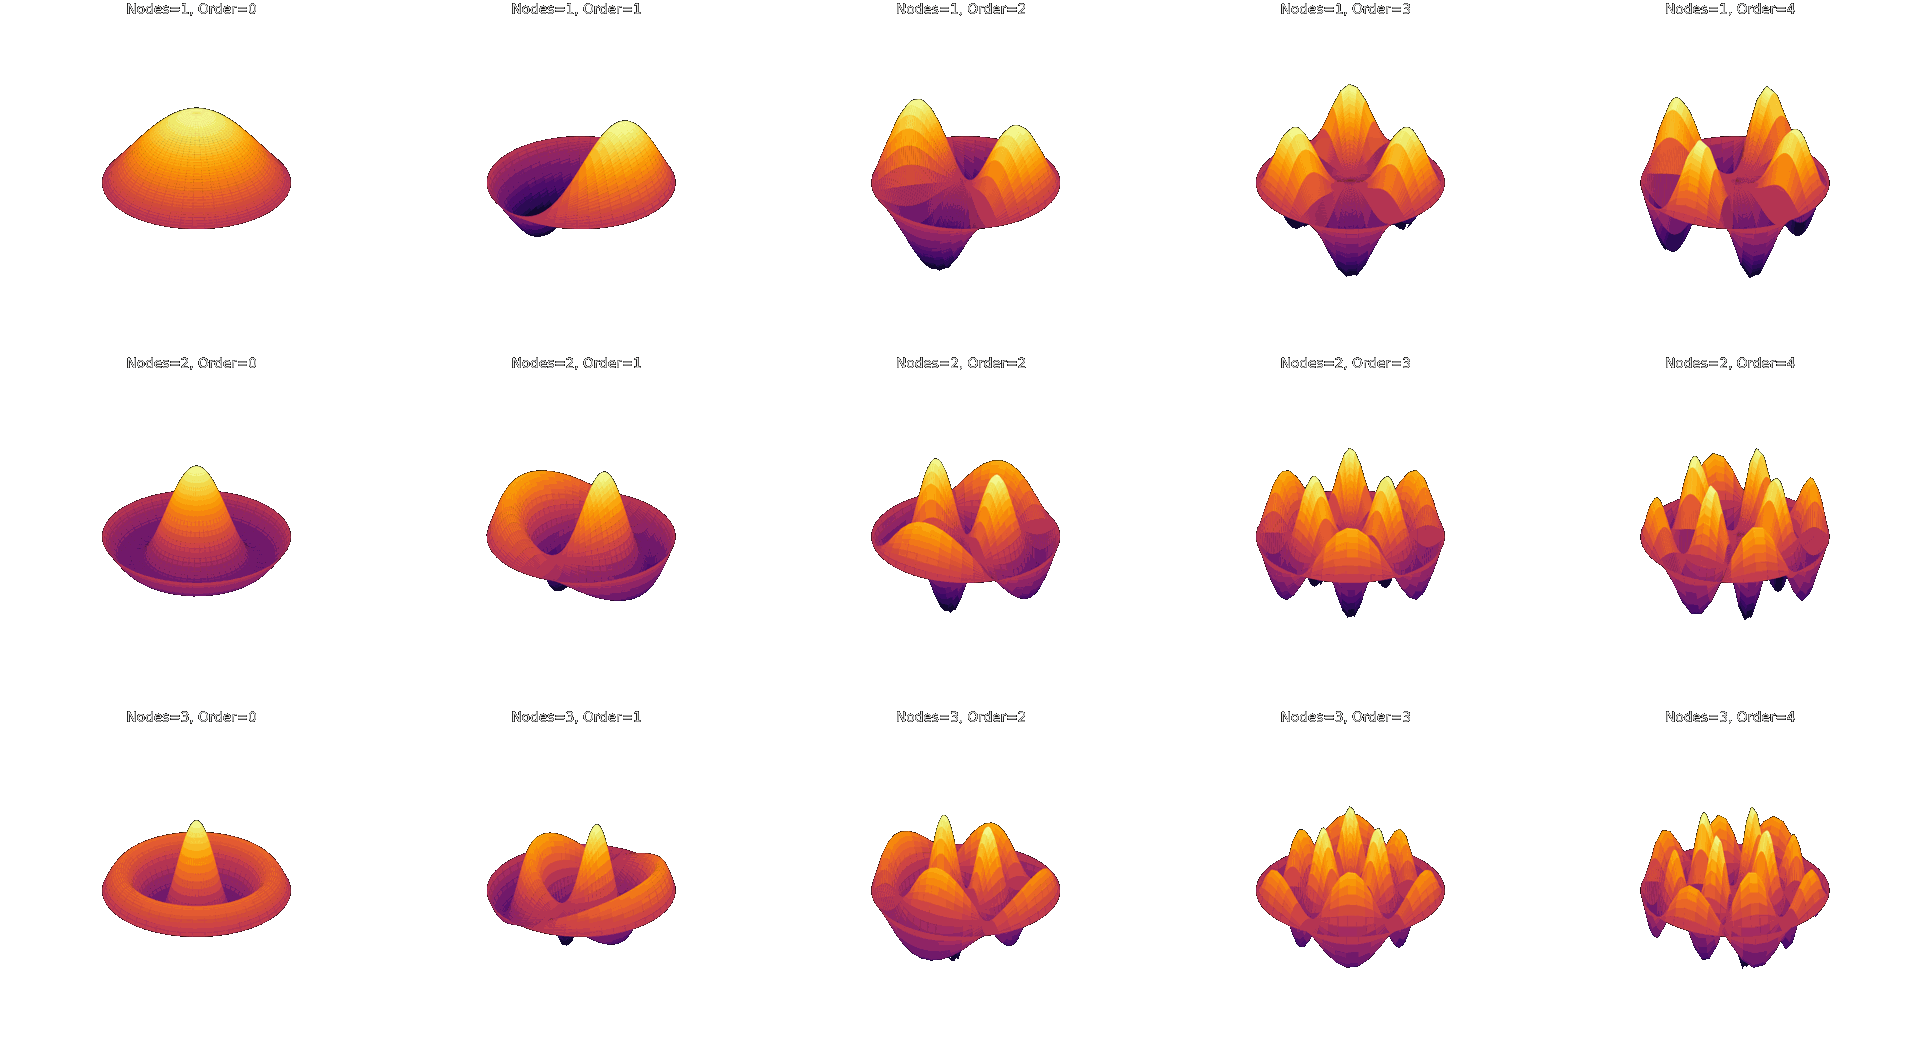 Nodes=1, Order=0
Nodes=1, Order=1
Nodes=1, Order=2
Nodes=1, Order=3
Nodes=1, Order=4
Nodes=2, Order=0
Nodes=2, Order=1
Nodes=2, Order=2
Nodes=2, Order=3
Nodes=2, Order=4
Nodes=3, Order=0
Nodes=3, Order=1
Nodes=3, Order=2
Nodes=3, Order=3
Nodes=3, Order=4